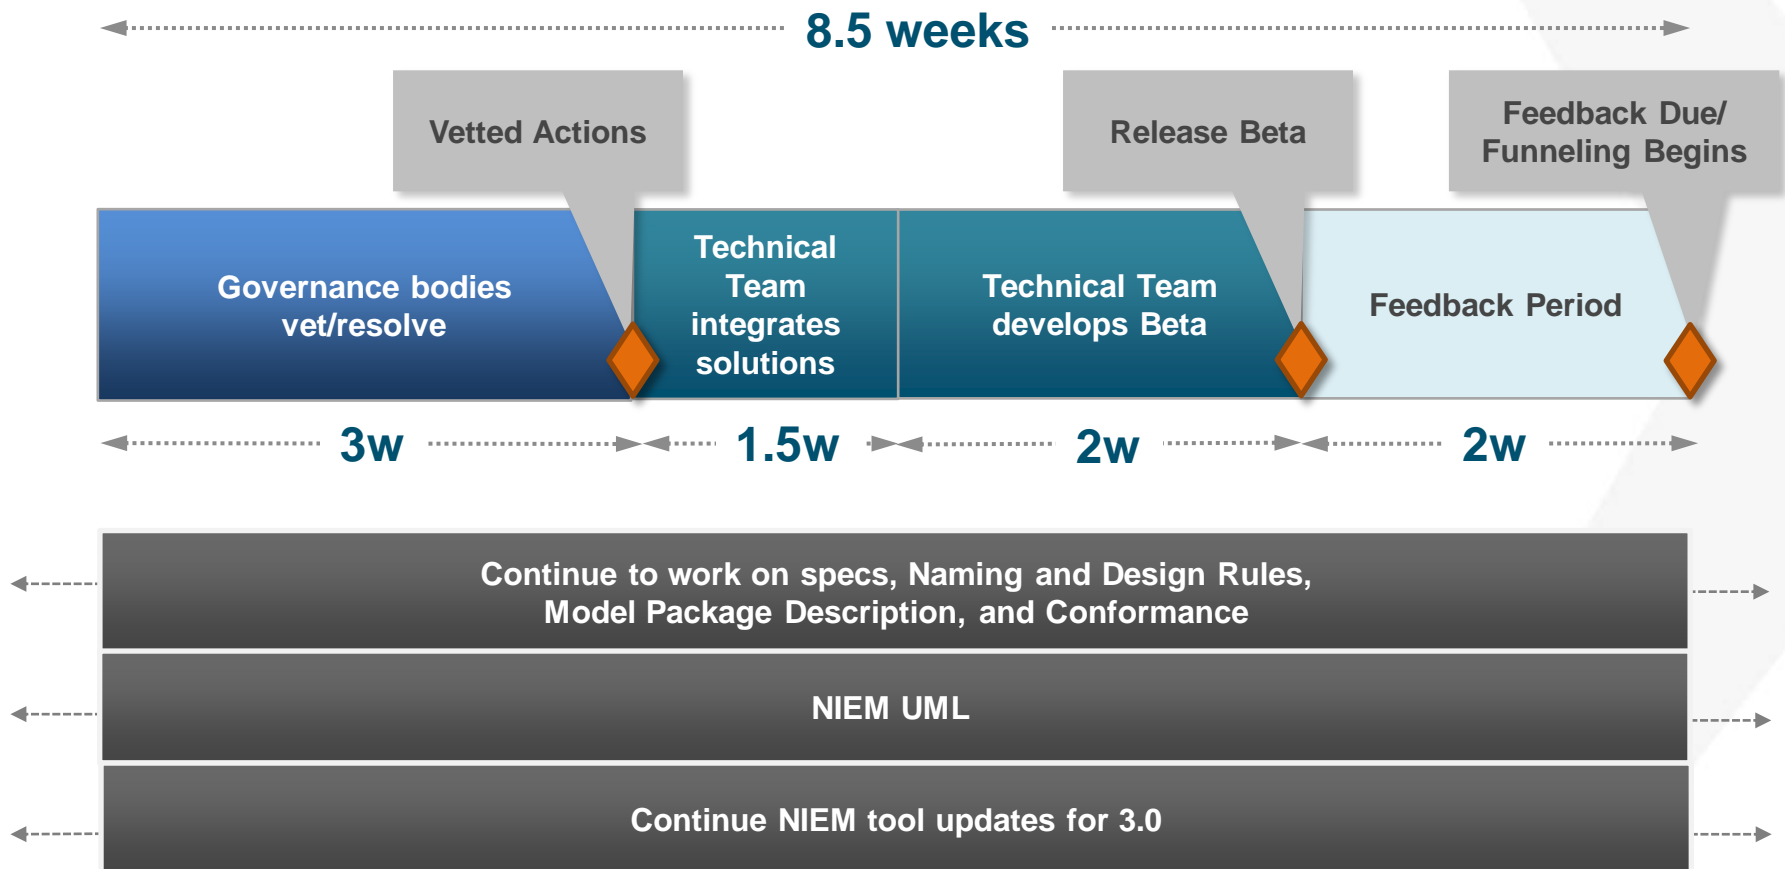 8.5 weeks
Vetted Actions
Release Beta
Feedback Due/
Funneling Begins
Governance bodies
vet/resolve
Technical
Team
integrates
solutions
Technical Team
develops Beta
Feedback Period
3w
1.5w
2w
2w
Continue to work on specs, Naming and Design Rules,
Model Package Description, and Conformance
NIEM UML
Continue NIEM tool updates for 3.0